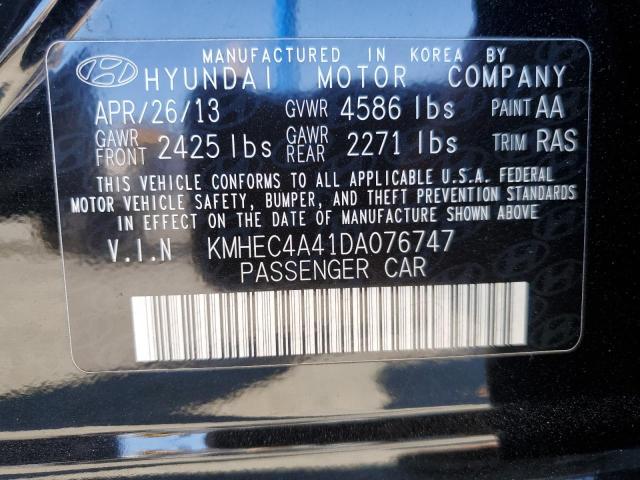 MANUFACTURED IN KOREA BY
HYUNDAI MOTOR COMPANY
APR/26/13 GVWR 4586 lbs PAINT AA
GAWR FRONT 2425 lbs GAWR REAR 2271 lbs TRIM RAS
THIS VEHICLE CONFORMS TO ALL APPLICABLE U.S.A. FEDERAL
MOTOR VEHICLE SAFETY, BUMPER, AND THEFT PREVENTION STANDARDS
IN EFFECT ON THE DATE OF MANUFACTURE SHOWN ABOVE
V.I.N KMHEC4A41DA076747
PASSENGER CAR